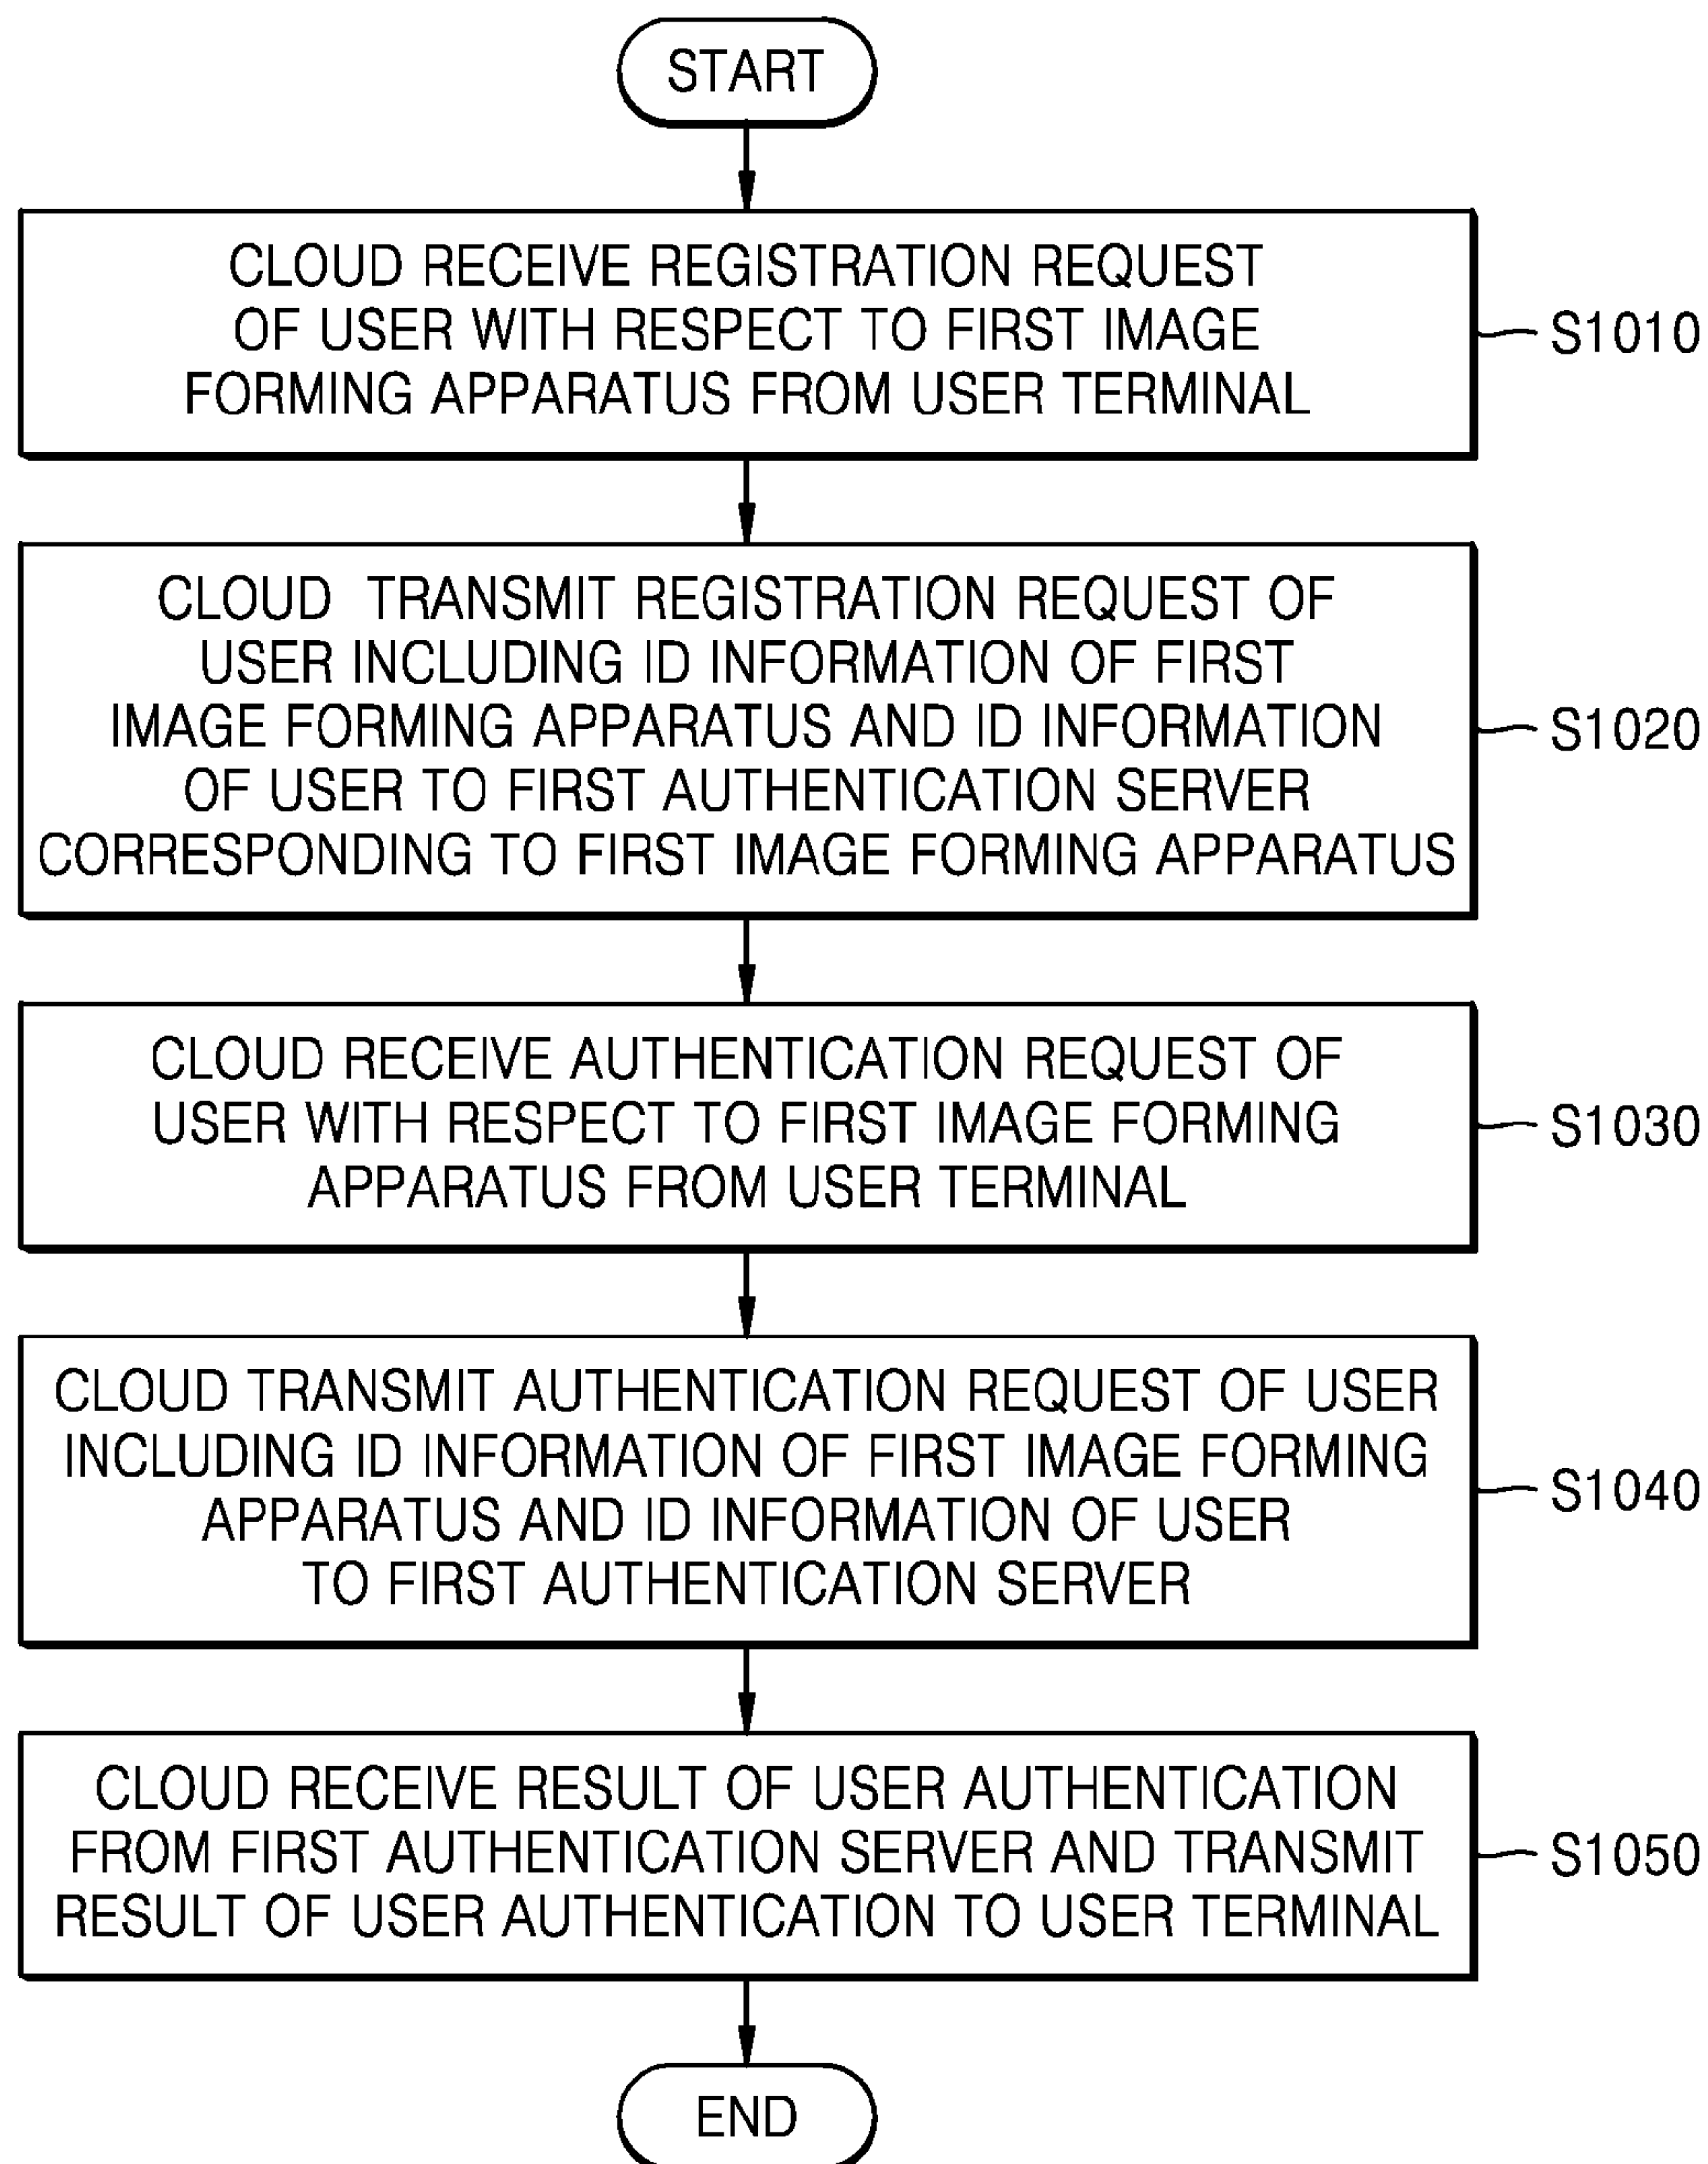 START
CLOUD RECEIVE REGISTRATION REQUEST
OF USER WITH RESPECT TO FIRST IMAGE
FORMING APPARATUS FROM USER TERMINAL
S1010
CLOUD TRANSMIT REGISTRATION REQUEST OF
USER INCLUDING ID INFORMATION OF FIRST
IMAGE FORMING APPARATUS AND ID INFORMATION
OF USER TO FIRST AUTHENTICATION SERVER
CORRESPONDING TO FIRST IMAGE FORMING APPARATUS
S1020
CLOUD RECEIVE AUTHENTICATION REQUEST OF
USER WITH RESPECT TO FIRST IMAGE FORMING
APPARATUS FROM USER TERMINAL
S1030
CLOUD TRANSMIT AUTHENTICATION REQUEST OF USER
INCLUDING ID INFORMATION OF FIRST IMAGE FORMING
APPARATUS AND ID INFORMATION OF USER
TO FIRST AUTHENTICATION SERVER
S1040
CLOUD RECEIVE RESULT OF USER AUTHENTICATION
FROM FIRST AUTHENTICATION SERVER AND TRANSMIT
RESULT OF USER AUTHENTICATION TO USER TERMINAL
S1050
END